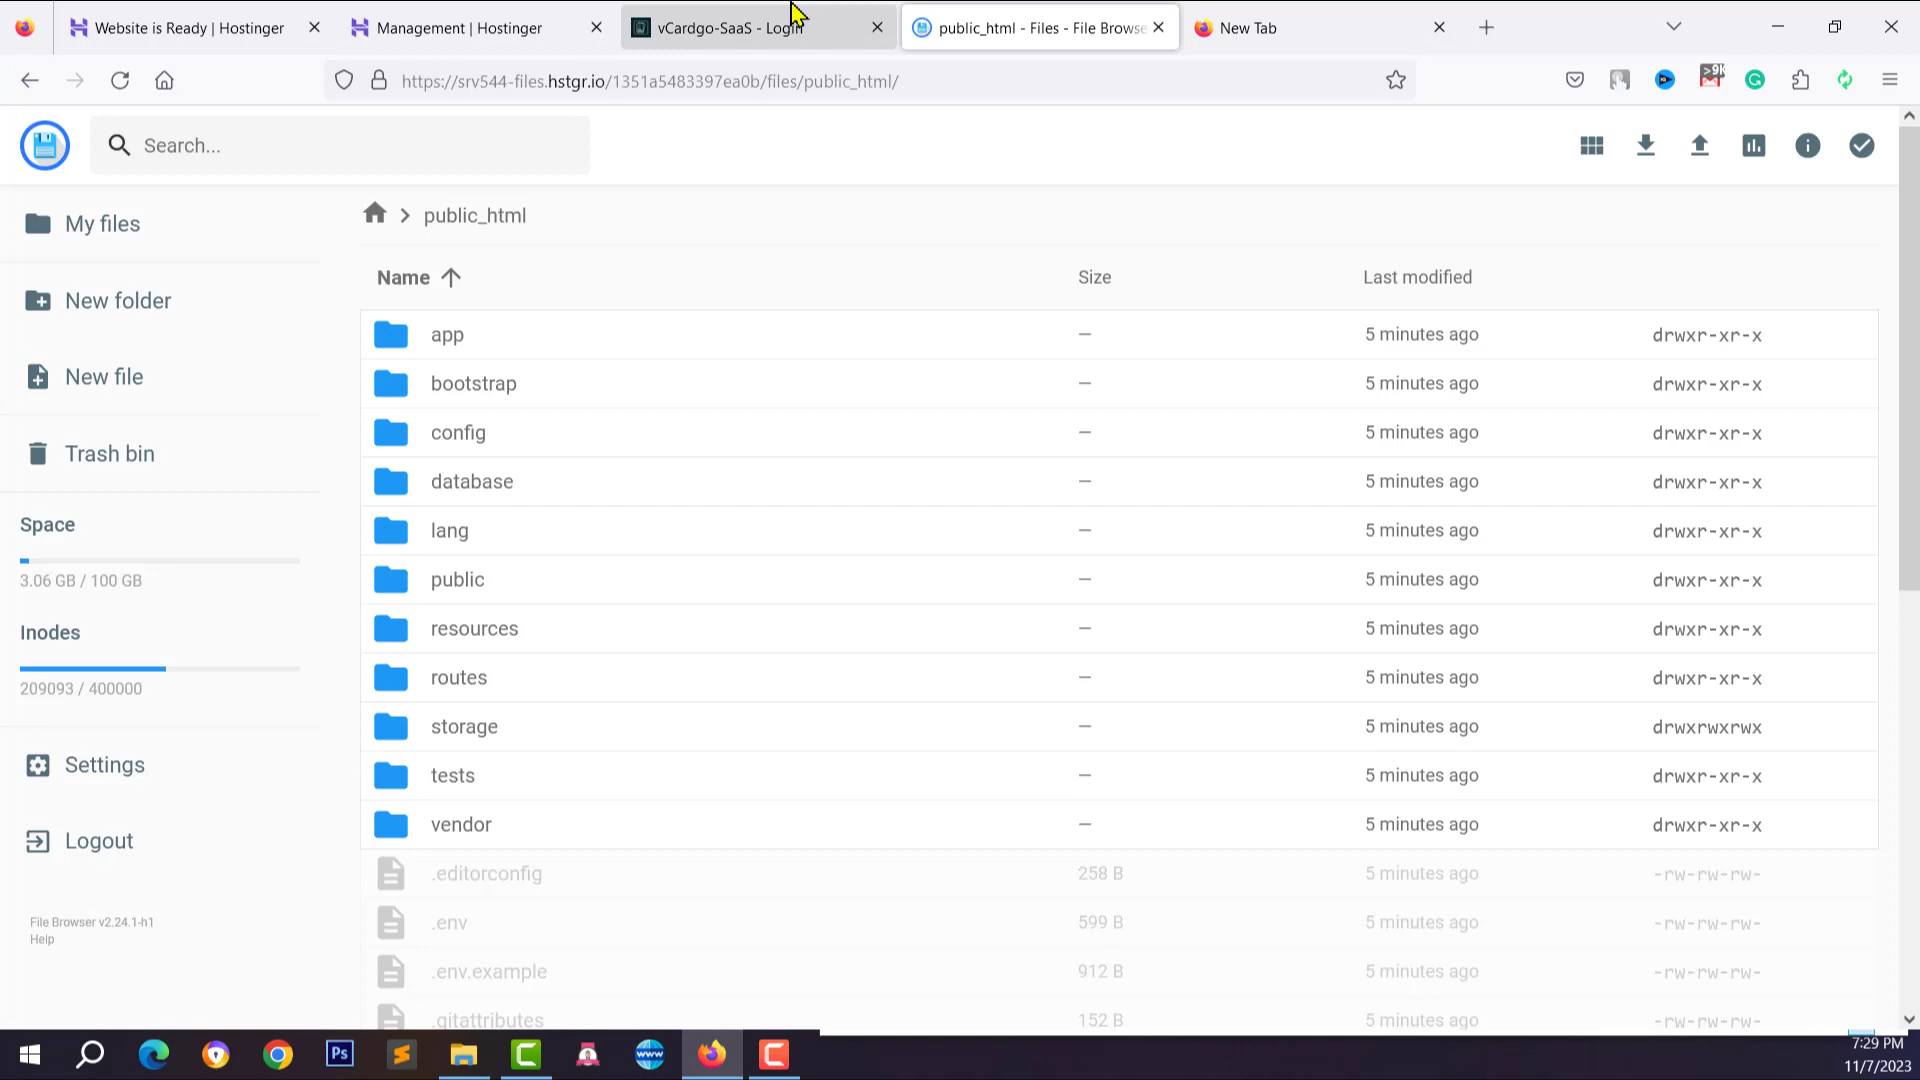 Website is Ready | Hostinger
Management | Hostinger
vCardgo-SaaS - Login
public_html - Files - File Browse
New Tab
https://srv544-files.hstgr.io/1351a5483397ea0b/files/public_html/
>9k
Search...
My files
New folder
New file
Trash bin
Space
3.06 GB / 100 GB
Inodes
209093 / 400000
Settings
Logout
File Browser v2.24.1-h1
Help
public_html
Name Size Last modified
app — 5 minutes ago drwxr-xr-x
bootstrap — 5 minutes ago drwxr-xr-x
config — 5 minutes ago drwxr-xr-x
database — 5 minutes ago drwxr-xr-x
lang — 5 minutes ago drwxr-xr-x
public — 5 minutes ago drwxr-xr-x
resources — 5 minutes ago drwxr-xr-x
routes — 5 minutes ago drwxr-xr-x
storage — 5 minutes ago drwxrwxrwx
tests — 5 minutes ago drwxr-xr-x
vendor — 5 minutes ago drwxr-xr-x
.editorconfig 258 B 5 minutes ago -rw-rw-rw-
.env 599 B 5 minutes ago -rw-rw-rw-
.env.example 912 B 5 minutes ago -rw-rw-rw-
.gitattributes 152 B 5 minutes ago -rw-rw-rw-
Ps
www
7:29 PM
11/7/2023